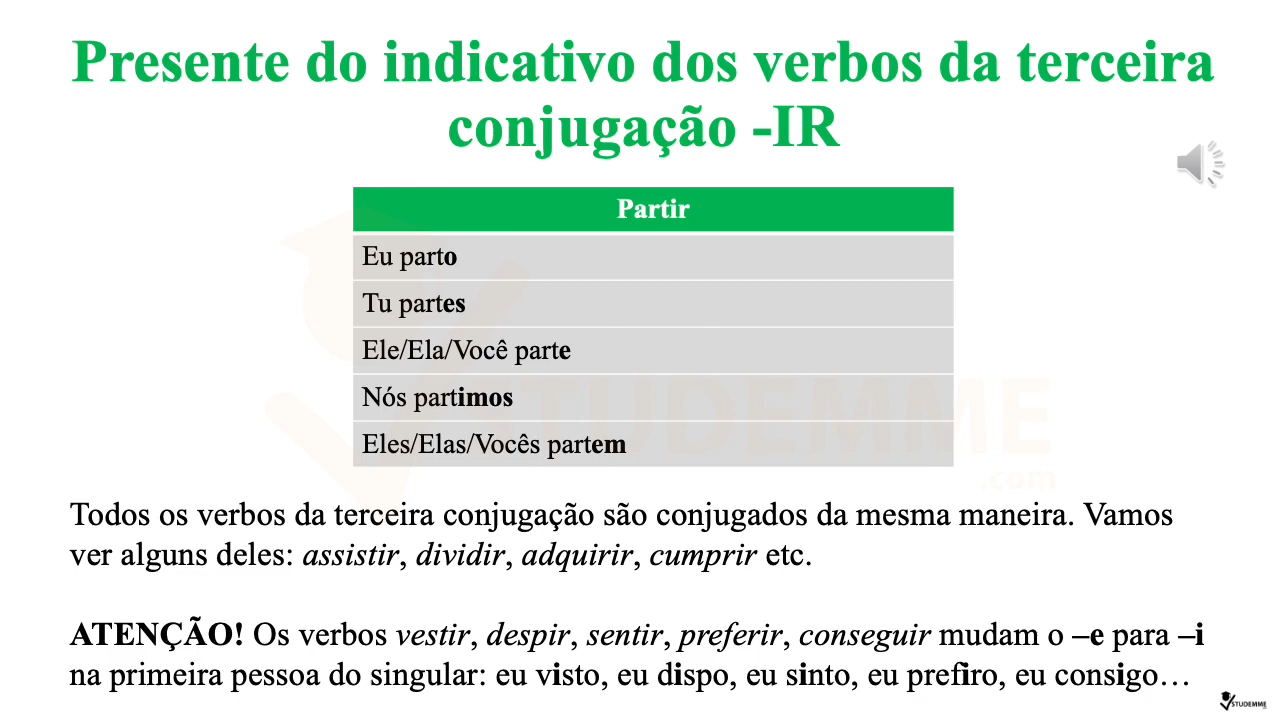 Presente do indicativo dos verbos da terceira
conjugação -IR
Partir
Eu parto
Tu partes
Ele/Ela/Você parte
Nós partimos
Eles/Elas/Vocês partem
STUDEMME
.com
Todos os verbos da terceira conjugação são conjugados da mesma maneira. Vamos
ver alguns deles: assistir, dividir, adquirir, cumprir etc.
ATENÇÃO! Os verbos vestir, despir, sentir, preferir, conseguir mudam o –e para –i
na primeira pessoa do singular: eu visto, eu dispo, eu sinto, eu prefiro, eu consigo…
STUDEMME